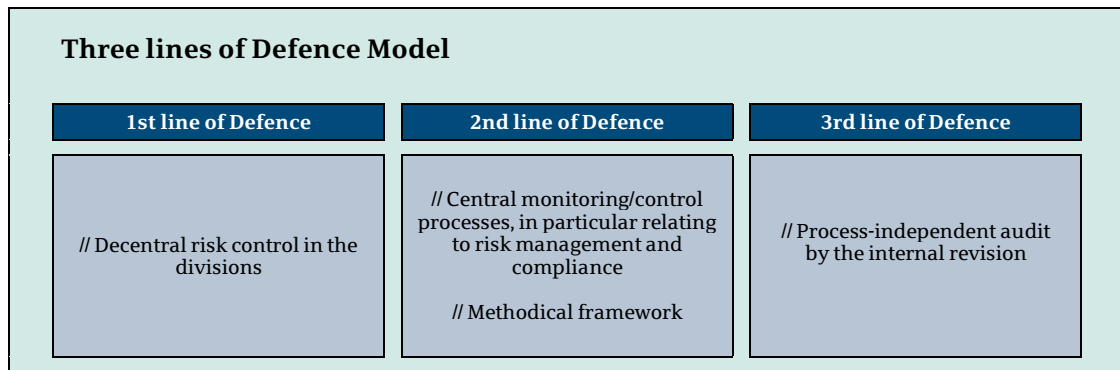 Three lines of Defence Model
1st line of Defence
// Decentral risk control in the
divisions
2nd line of Defence
// Central monitoring/control
processes, in particular relating
to risk management and
compliance
// Methodical framework
3rd line of Defence
// Process-independent audit
by the internal revision